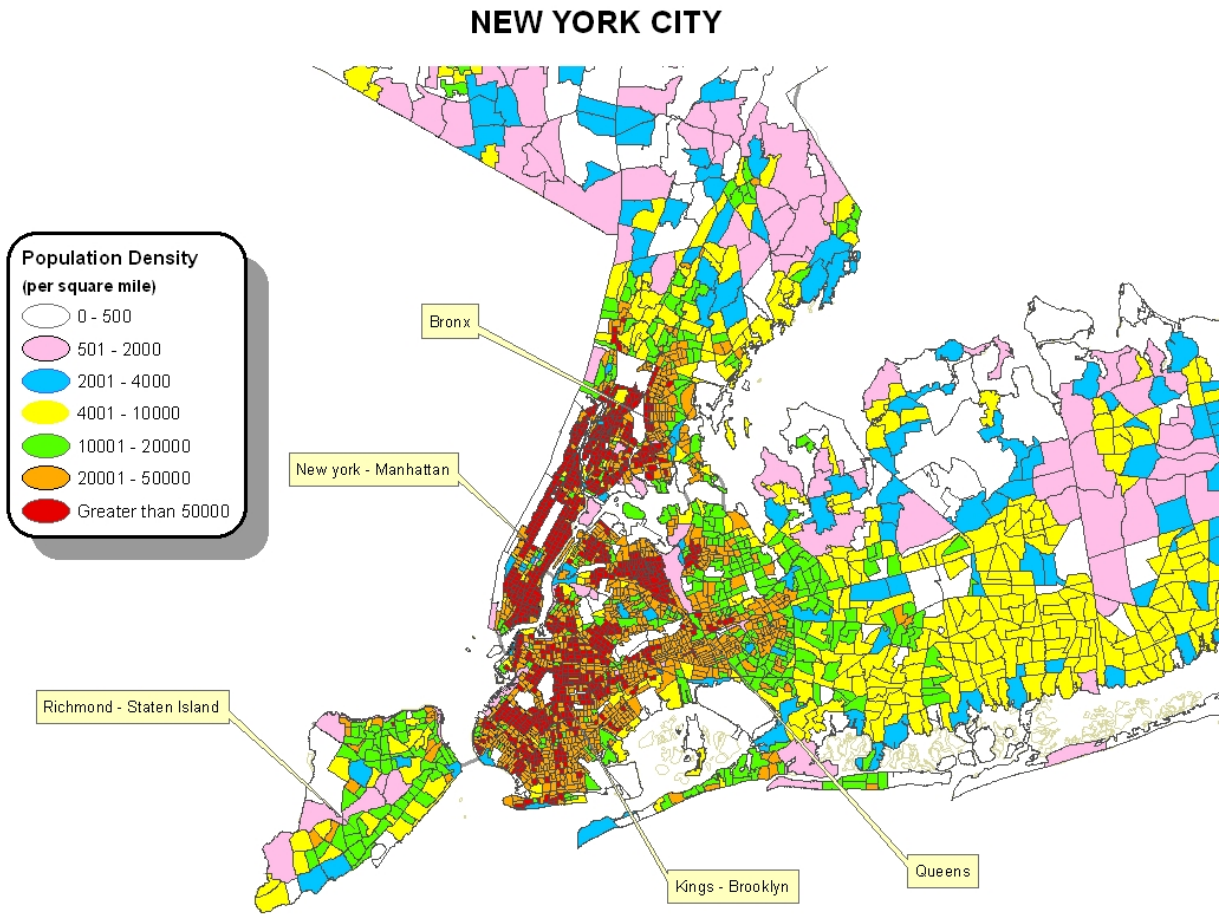 NEW YORK CITY
Population Density
(per square mile)
0 - 500
501 - 2000
2001 - 4000
4001 - 10000
10001 - 20000
20001 - 50000
Greater than 50000
Bronx
New york - Manhattan
Richmond - Staten Island
Kings - Brooklyn
Queens